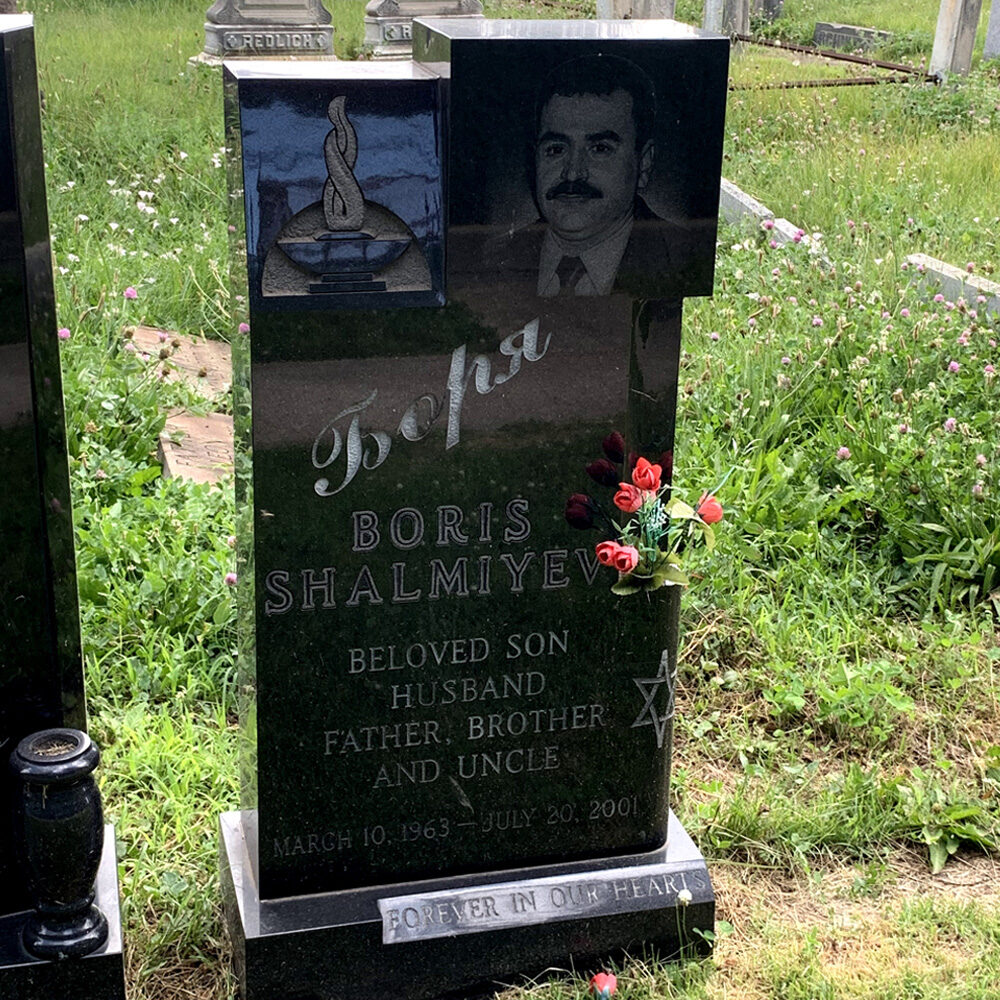 REDLICH
Боря
BORIS
SHALMIYEV
BELOVED SON
HUSBAND
FATHER, BROTHER
AND UNCLE
MARCH 10, 1963 — JULY 20, 2001
FOREVER IN OUR HEARTS